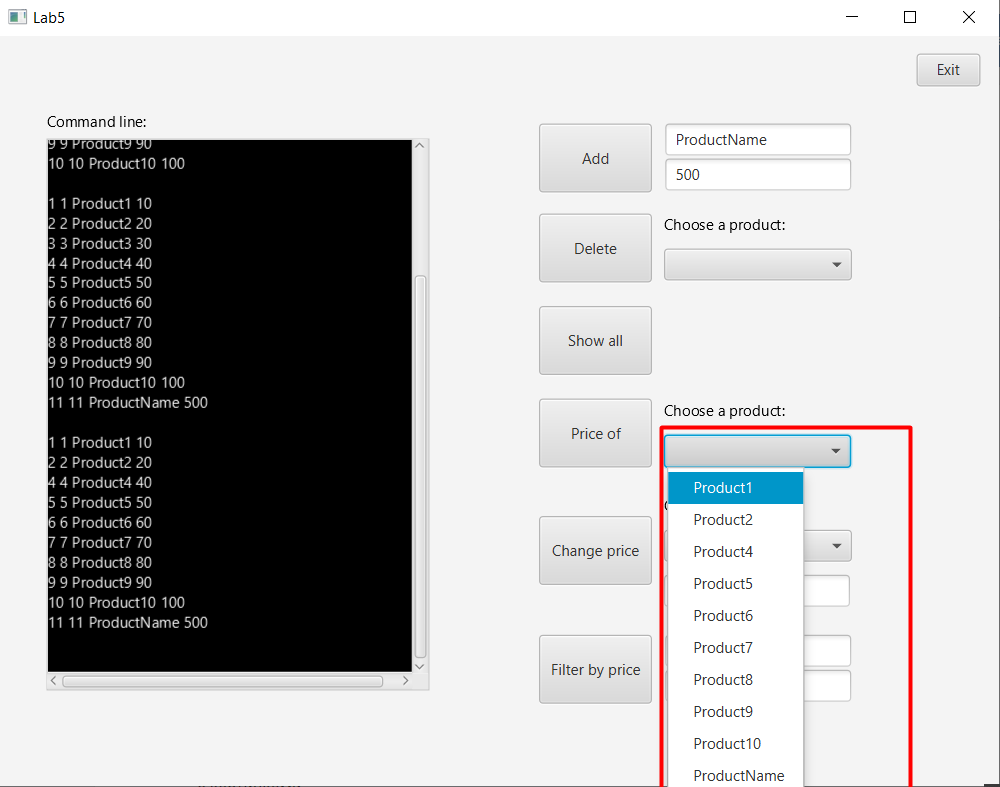 Lab5
Exit
Command line:
9 9 Product9 90
10 10 Product10 100
1 1 Product1 10
2 2 Product2 20
3 3 Product3 30
4 4 Product4 40
5 5 Product5 50
6 6 Product6 60
7 7 Product7 70
8 8 Product8 80
9 9 Product9 90
10 10 Product10 100
11 11 ProductName 500
1 1 Product1 10
2 2 Product2 20
4 4 Product4 40
5 5 Product5 50
6 6 Product6 60
7 7 Product7 70
8 8 Product8 80
9 9 Product9 90
10 10 Product10 100
11 11 ProductName 500
Add
ProductName
500
Delete
Choose a product:
Show all
Price of
Choose a product:
Product1
Product2
Product4
Product5
Product6
Product7
Product8
Product9
Product10
ProductName
Change price
Filter by price